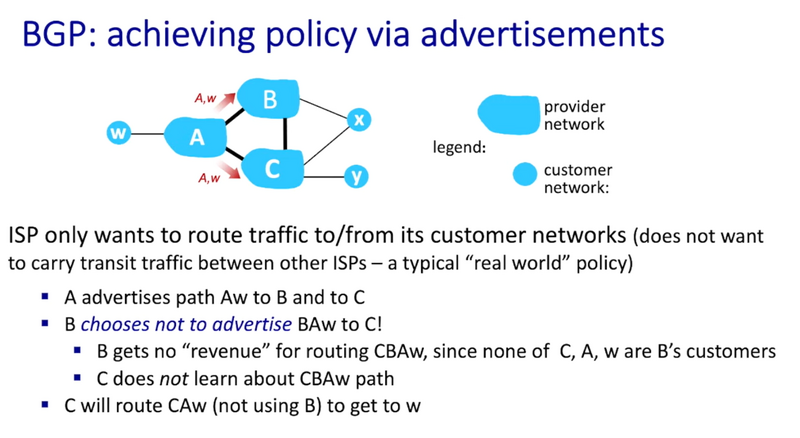 BGP: achieving policy via advertisements
A,w
B
w
A
x
C
y
A,w
provider
network
legend:
customer
network:
ISP only wants to route traffic to/from its customer networks (does not want
to carry transit traffic between other ISPs – a typical “real world” policy)
▪ A advertises path Aw to B and to C
▪ B chooses not to advertise BAw to C!
▪ B gets no “revenue” for routing CBAw, since none of C, A, w are B’s customers
▪ C does not learn about CBAw path
▪ C will route CAw (not using B) to get to w